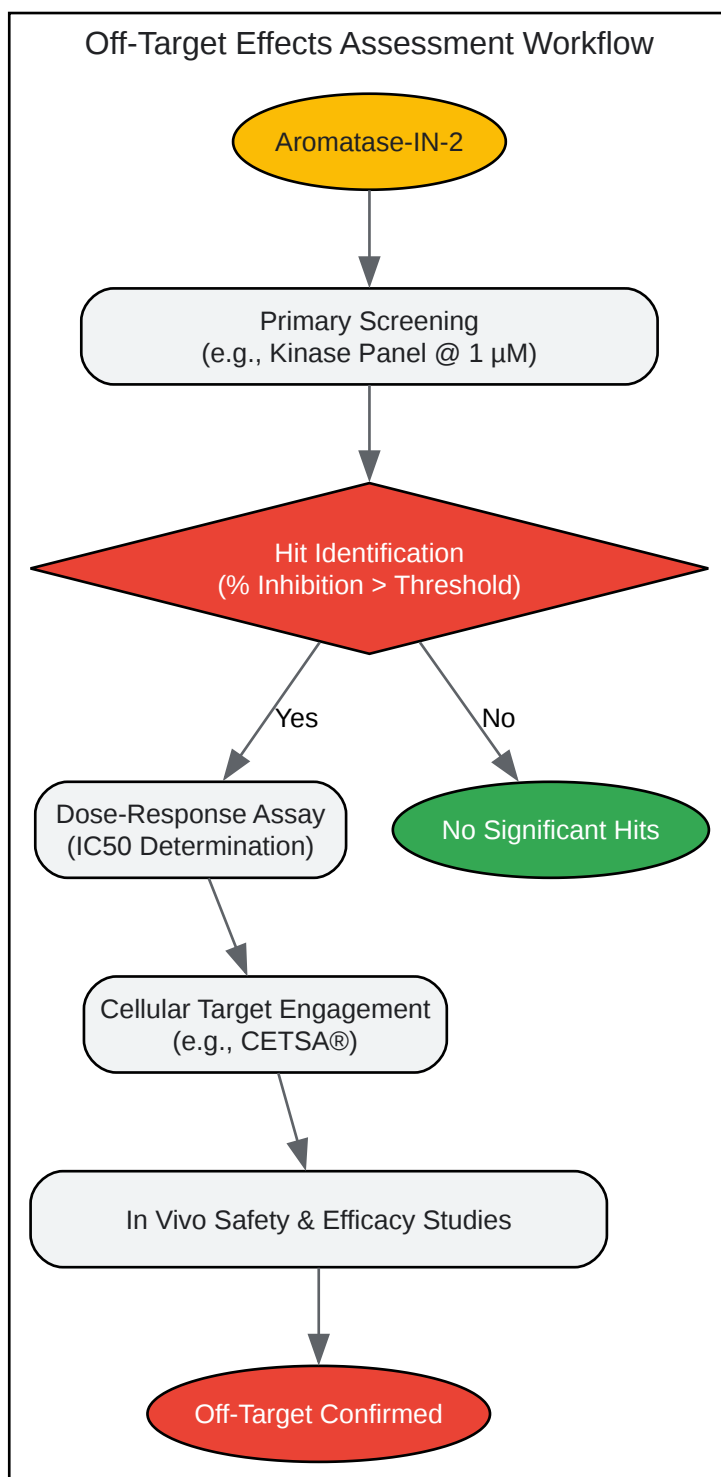 Off-Target Effects Assessment Workflow
Aromatase-IN-2
Primary Screening
(e.g., Kinase Panel @ 1 µM)
Hit Identification
(% Inhibition > Threshold)
Yes
No
Dose-Response Assay
(IC50 Determination)
No Significant Hits
Cellular Target Engagement
(e.g., CETSA®)
In Vivo Safety & Efficacy Studies
Off-Target Confirmed